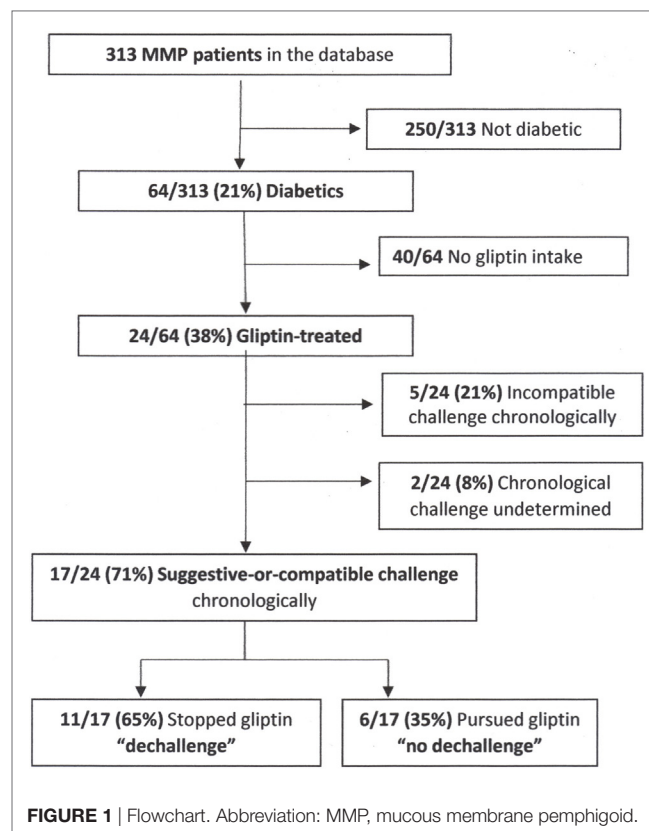 313 MMP patients in the database
250/313 Not diabetic
64/313 (21%) Diabetics
40/64 No gliptin intake
24/64 (38%) Gliptin-treated
5/24 (21%) Incompatible
challenge chronologically
2/24 (8%) Chronological
challenge undetermined
17/24 (71%) Suggestive-or-compatible challenge
chronologically
11/17 (65%) Stopped gliptin
"dechallenge"
6/17 (35%) Pursued gliptin
"no dechallenge"
FIGURE 1 | Flowchart. Abbreviation: MMP, mucous membrane pemphigoid.